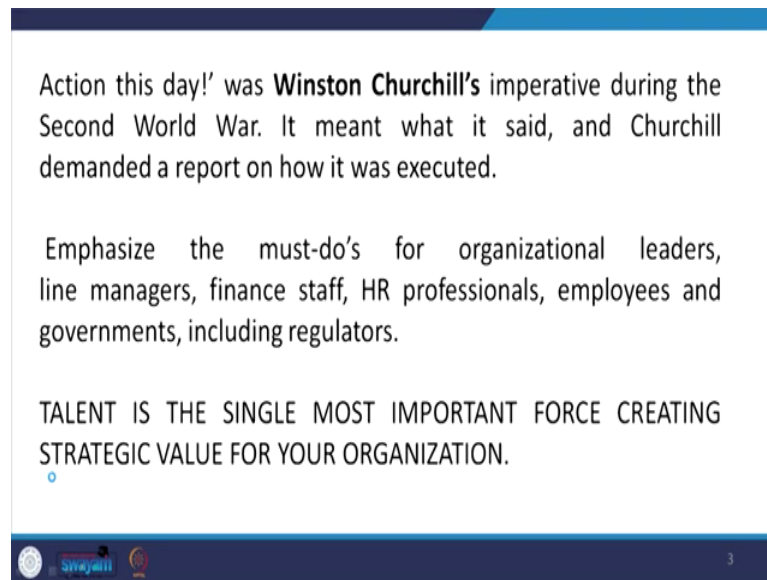 Action this day!’ was Winston Churchill’s imperative during the
Second World War. It meant what it said, and Churchill
demanded a report on how it was executed.
Emphasize the must-do’s for organizational leaders,
line managers, finance staff, HR professionals, employees and
governments, including regulators.
TALENT IS THE SINGLE MOST IMPORTANT FORCE CREATING
STRATEGIC VALUE FOR YOUR ORGANIZATION.
swayam
3